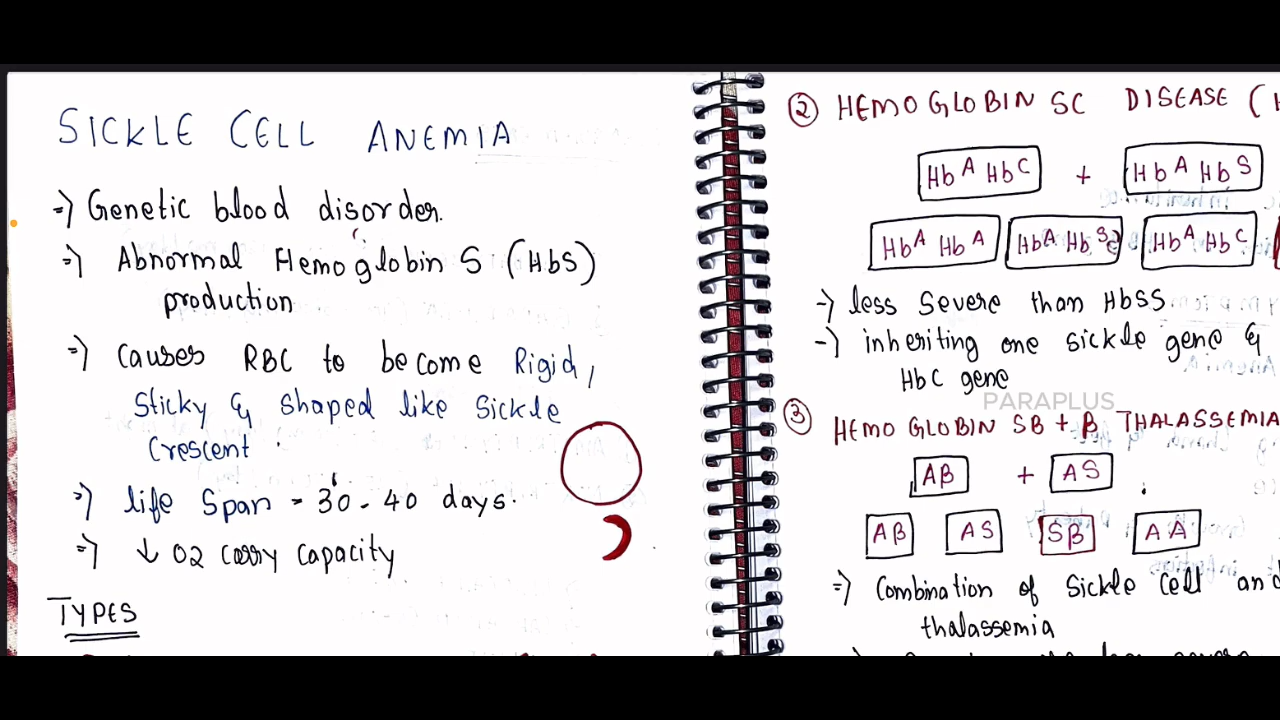 SICKLE CELL ANEMIA
=> Genetic blood disorder.
=> Abnormal Hemoglobin S (HbS)
production
=> Causes RBC to become Rigid,
Sticky & shaped like Sickle
Crescent
=> life Span = 30 - 40 days.
=> ↓ O2 carry capacity
TYPES
② HEMOGLOBIN SC DISEASE (
HbA HbC + HbA HbS
HbA HbA HbA HbS HbA HbC
-> less Severe than HbSS
-> inheriting one sickle gene &
HbC gene
PARAPLUS
③ HEMOGLOBIN SB + β THALASSEMIA
Aβ + AS
Aβ AS Sβ AA
=> Combination of Sickle Cell and
thalassemia